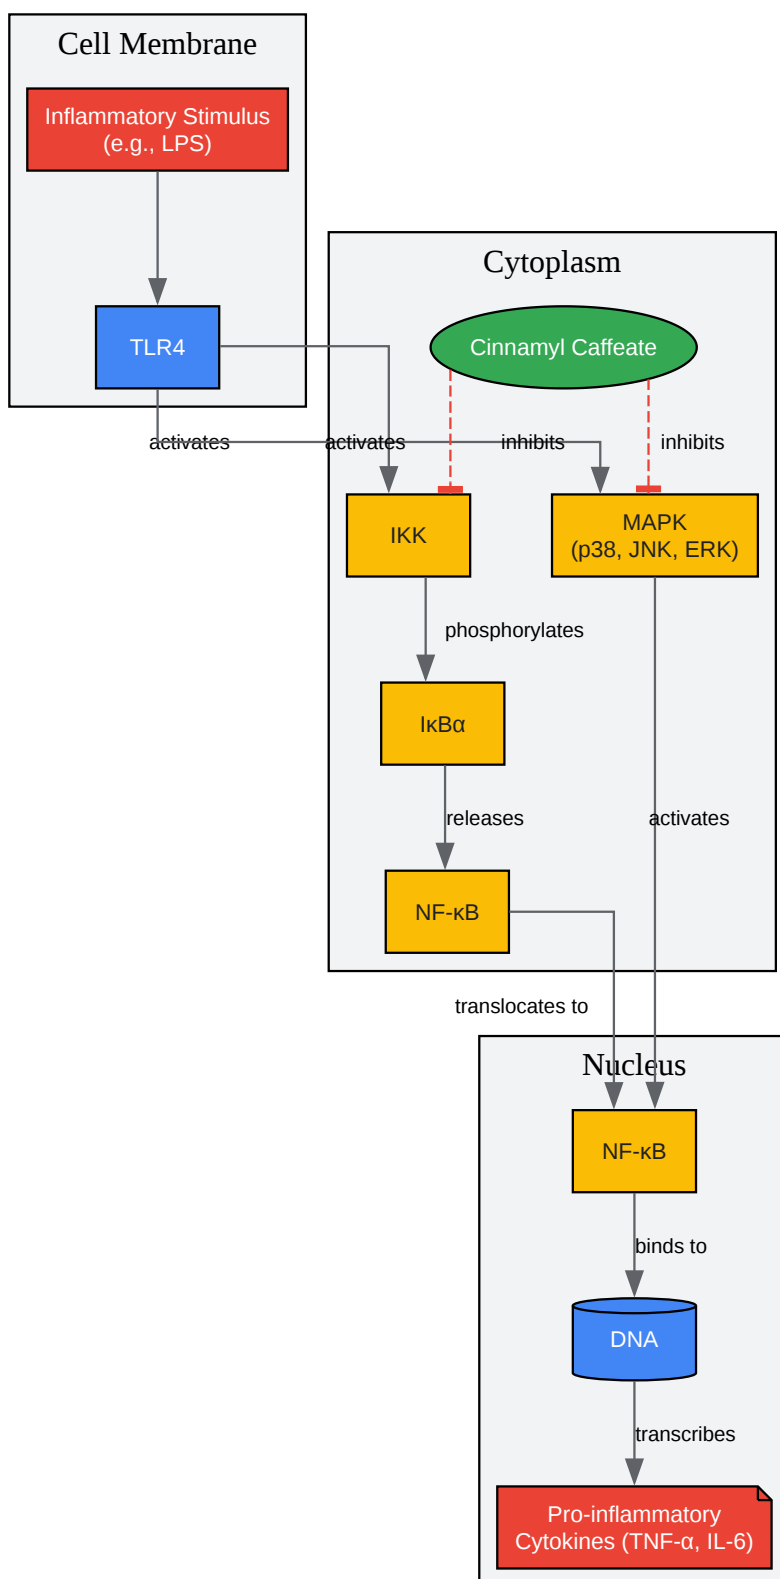 Cell Membrane
Inflammatory Stimulus
(e.g., LPS)
Cytoplasm
TLR4
Cinnamyl Caffeate
activates
activates
inhibits
inhibits
IKK
MAPK
(p38, JNK, ERK)
phosphorylates
IκBα
releases
activates
NF-κB
translocates to
Nucleus
NF-κB
binds to
DNA
transcribes
Pro-inflammatory
Cytokines (TNF-α, IL-6)